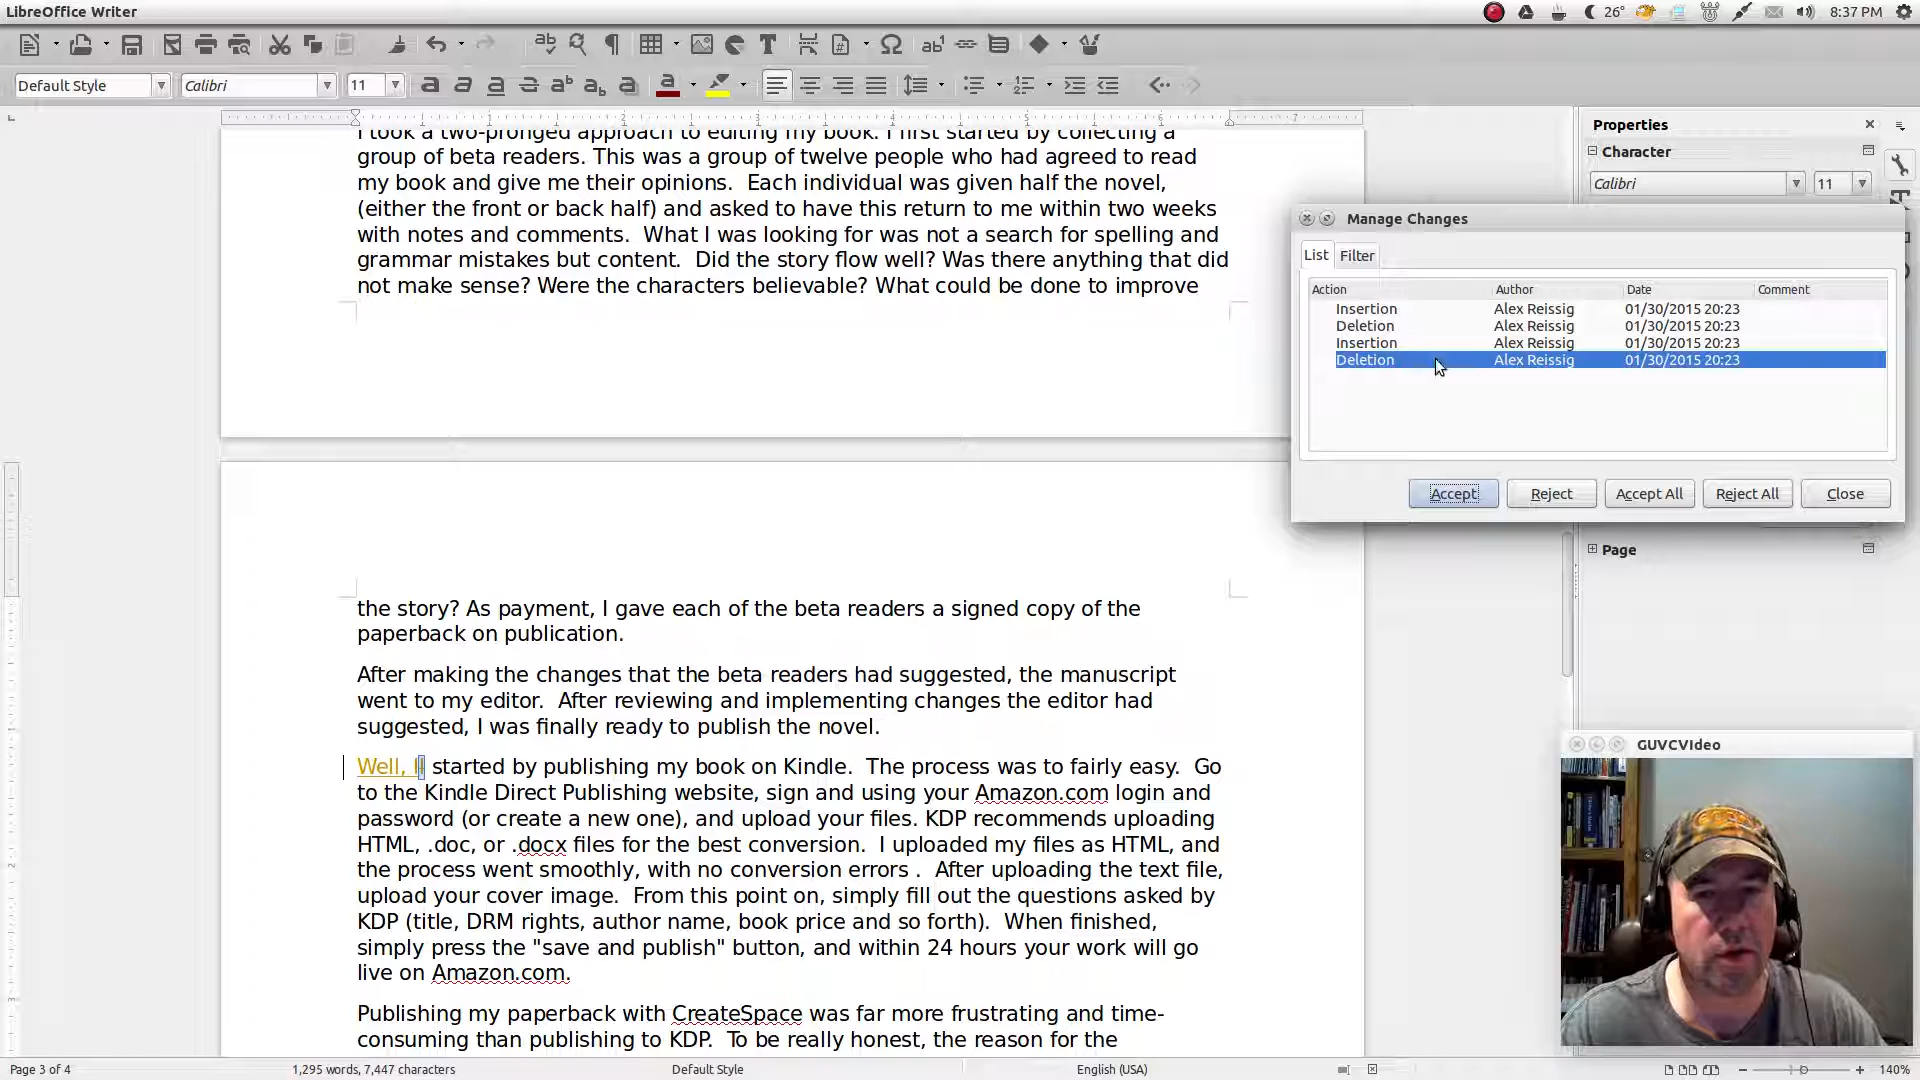 LibreOffice Writer
26°
8:37 PM
Default Style
Calibri
11
Properties
Character
Calibri
11
I took a two-pronged approach to editing my book. I first started by collecting a
group of beta readers. This was a group of twelve people who had agreed to read
my book and give me their opinions.  Each individual was given half the novel,
(either the front or back half) and asked to have this return to me within two weeks
with notes and comments.  What I was looking for was not a search for spelling and
grammar mistakes but content.  Did the story flow well? Was there anything that did
not make sense? Were the characters believable? What could be done to improve
Manage Changes
List Filter
Action Author Date Comment
Insertion Alex Reissig 01/30/2015 20:23
Deletion Alex Reissig 01/30/2015 20:23
Insertion Alex Reissig 01/30/2015 20:23
Deletion Alex Reissig 01/30/2015 20:23
Accept Reject Accept All Reject All Close
Page
the story? As payment, I gave each of the beta readers a signed copy of the
paperback on publication.
After making the changes that the beta readers had suggested, the manuscript
went to my editor.  After reviewing and implementing changes the editor had
suggested, I was finally ready to publish the novel.
Well, I started by publishing my book on Kindle.  The process was to fairly easy.  Go
to the Kindle Direct Publishing website, sign and using your Amazon.com login and
password (or create a new one), and upload your files. KDP recommends uploading
HTML, .doc, or .docx files for the best conversion.  I uploaded my files as HTML, and
the process went smoothly, with no conversion errors .  After uploading the text file,
upload your cover image.  From this point on, simply fill out the questions asked by
KDP (title, DRM rights, author name, book price and so forth).  When finished,
simply press the "save and publish" button, and within 24 hours your work will go
live on Amazon.com.
Publishing my paperback with CreateSpace was far more frustrating and time-
consuming than publishing to KDP.  To be really honest, the reason for the
GUVCVIdeo
Page 3 of 4
1,295 words, 7,447 characters
Default Style
English (USA)
140%